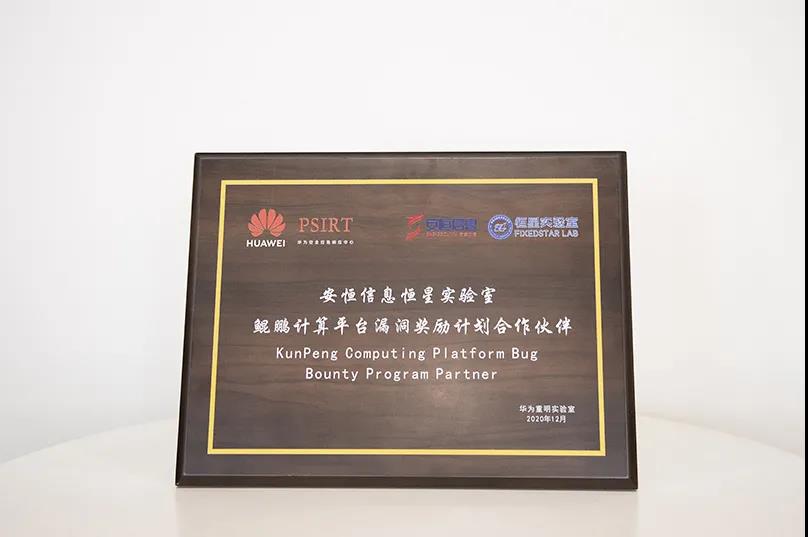 HUAWEI
PSIRT
华为安全应急响应中心
安恒信息
恒星实验室
FIXEDSTAR LAB
安恒信息恒星实验室
鲲鹏计算平台漏洞奖励计划合作伙伴
KunPeng Computing Platform Bug
Bounty Program Partner
华为重明实验室
2020年12月